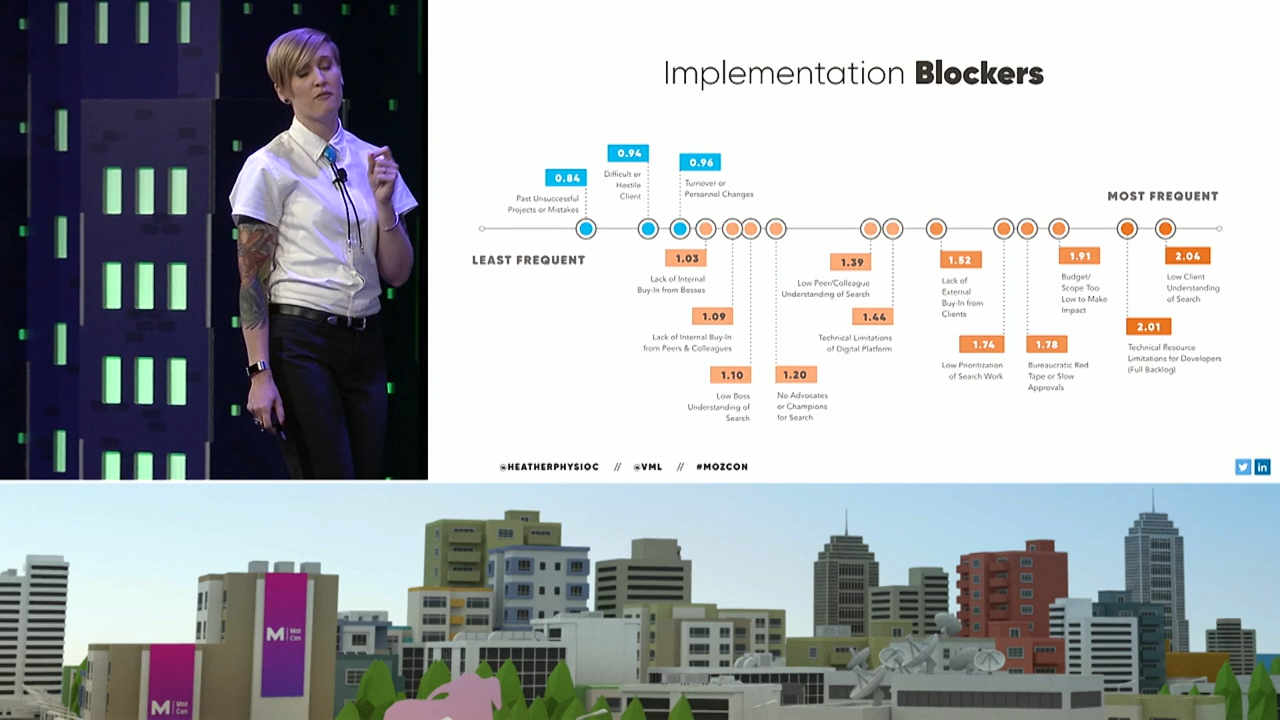 Implementation Blockers
0.94
0.96
0.84
Difficult or
Hostile
Client
Turnover or
Personnel Changes
Past Unsuccessful
Projects or Mistakes
MOST FREQUENT
LEAST FREQUENT
1.03
Lack of Internal
Buy-In from Bosses
1.09
Lack of Internal Buy-In
from Peers & Colleagues
1.10
Low Boss
Understanding of
Search
1.20
No Advocates
or Champions
for Search
1.39
Low Peer/Colleague
Understanding of Search
1.44
Technical Limitations
of Digital Platform
1.52
Lack of
External
Buy-In from
Clients
1.74
Low Prioritization
of Search Work
1.78
Bureaucratic Red
Tape or Slow
Approvals
1.91
Budget/
Scope Too
Low to Make
Impact
2.01
Technical Resource
Limitations for Developers
(Full Backlog)
2.04
Low Client
Understanding
of Search
@HEATHERPHYSIOC // @VML // #MOZCON
in
M Moz
Con
M Moz
Con